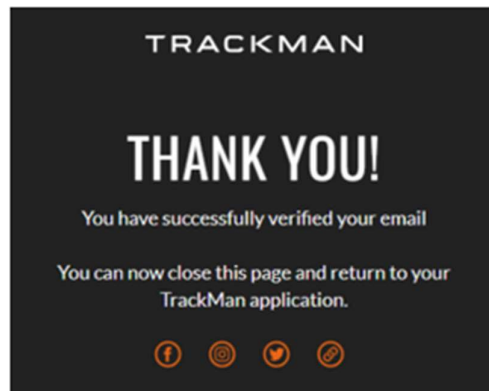 TRACKMAN
THANK YOU!
You have successfully verified your email
You can now close this page and return to your
TrackMan application.